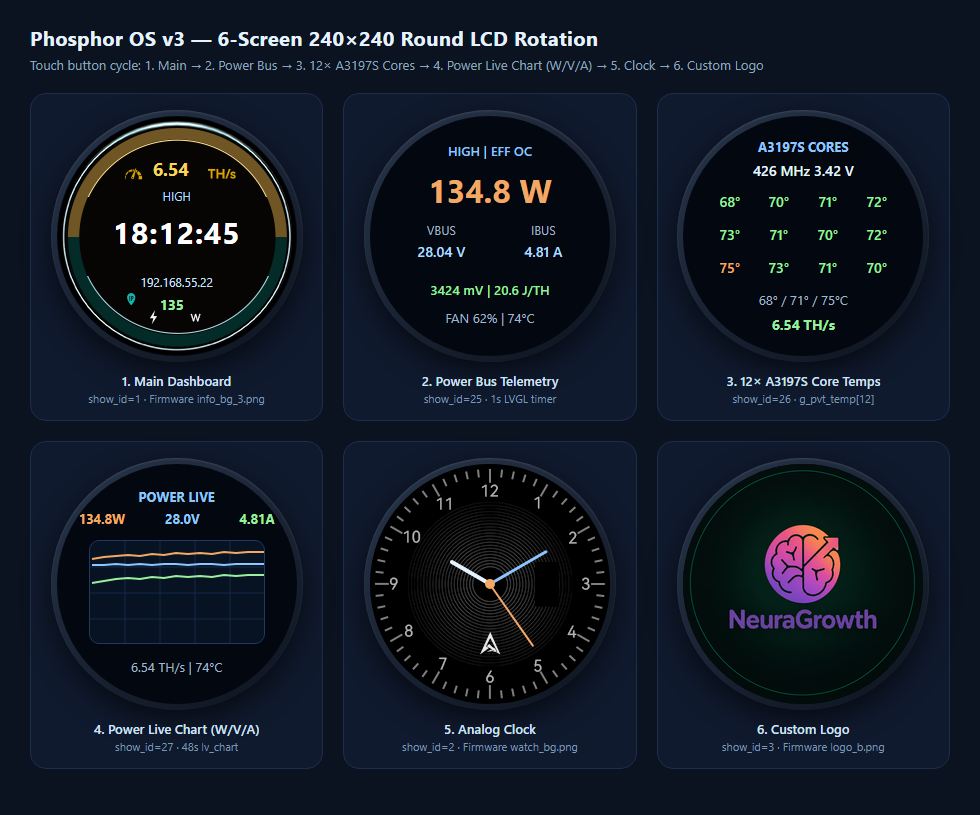 Phosphor OS v3 — 6-Screen 240×240 Round LCD Rotation
Touch button cycle: 1. Main → 2. Power Bus → 3. 12× A3197S Cores → 4. Power Live Chart (W/V/A) → 5. Clock → 6. Custom Logo
6.54 TH/s
HIGH
18:12:45
192.168.55.22
IP
135
W
1. Main Dashboard
show_id=1 · Firmware info_bg_3.png
HIGH | EFF OC
134.8 W
VBUS IBUS
28.04 V 4.81 A
3424 mV | 20.6 J/TH
FAN 62% | 74°C
2. Power Bus Telemetry
show_id=25 · 1s LVGL timer
A3197S CORES
426 MHz 3.42 V
68° 70° 71° 72°
73° 71° 70° 72°
75° 73° 71° 70°
68° / 71° / 75°C
6.54 TH/s
3. 12× A3197S Core Temps
show_id=26 · g_pvt_temp[12]
POWER LIVE
134.8W 28.0V 4.81A
6.54 TH/s | 74°C
4. Power Live Chart (W/V/A)
show_id=27 · 48s lv_chart
12
1
2
3
4
5
6
7
8
9
10
11
5. Analog Clock
show_id=2 · Firmware watch_bg.png
NeuraGrowth
6. Custom Logo
show_id=3 · Firmware logo_b.png